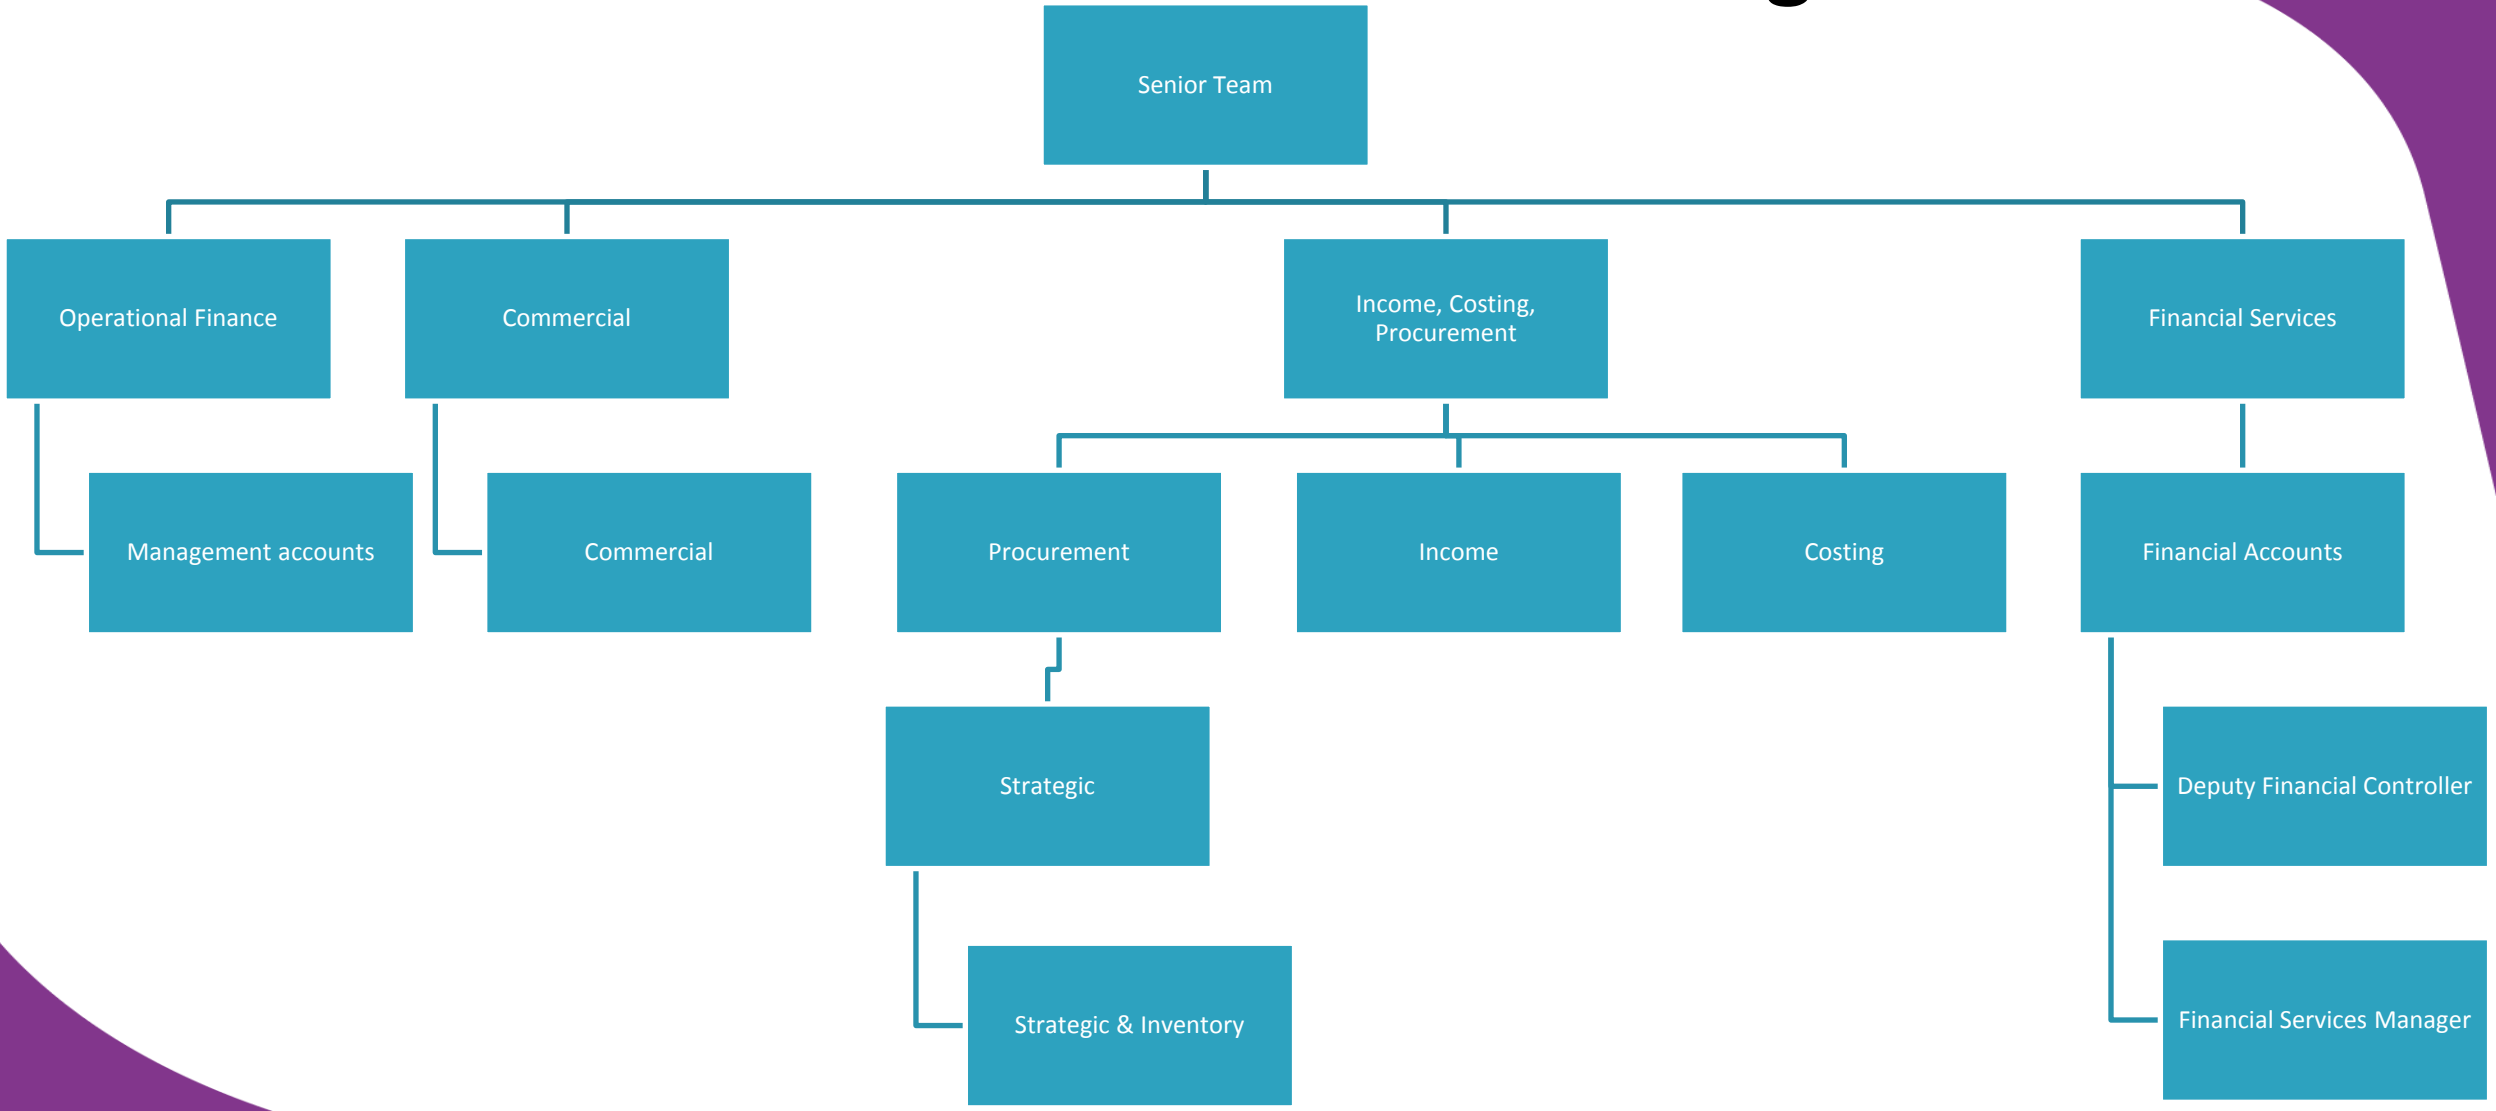 Senior Team
Operational Finance
Commercial
Income, Costing,
Procurement
Financial Services
Management accounts
Commercial
Procurement
Income
Costing
Financial Accounts
Strategic
Deputy Financial Controller
Strategic & Inventory
Financial Services Manager